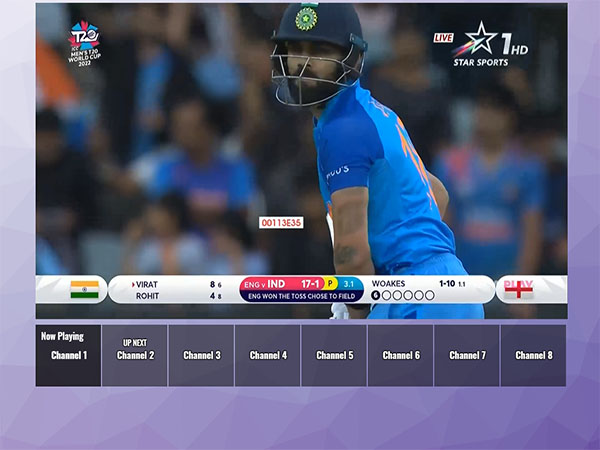 T20
ICC
MEN'S T20
WORLD CUP
2022
LIVE
1HD
STAR SPORTS
00113E35
VIRAT 8 6
ROHIT 4 8
ENG v IND 17-1 P 3.1
ENG WON THE TOSS CHOSE TO FIELD
WOAKES 1-10 1.1
6
Now Playing
Channel 1
UP NEXT
Channel 2
Channel 3
Channel 4
Channel 5
Channel 6
Channel 7
Channel 8